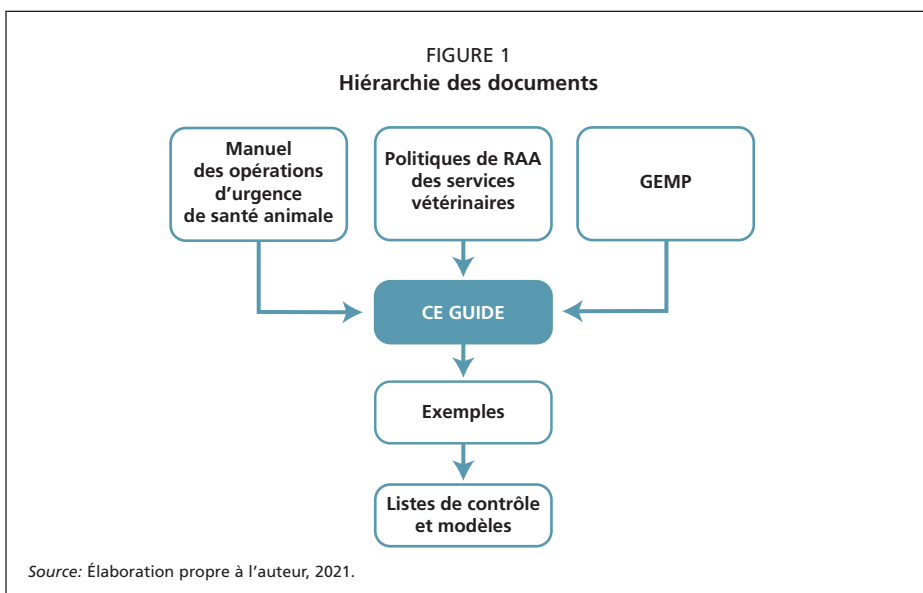 FIGURE 1
Hiérarchie des documents
Manuel
des opérations
d'urgence
de santé animale
Politiques de RAA
des services
vétérinaires
GEMP
CE GUIDE
Exemples
Listes de contrôle
et modèles
Source: Élaboration propre à l'auteur, 2021.